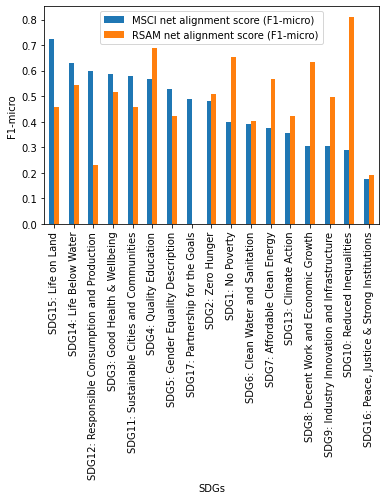 MSCI net alignment score (F1-micro)
RSAM net alignment score (F1-micro)
F1-micro
0.8
0.7
0.6
0.5
0.4
0.3
0.2
0.1
0.0
SDG15: Life on Land
SDG14: Life Below Water
SDG12: Responsible Consumption and Production
SDG3: Good Health & Wellbeing
SDG11: Sustainable Cities and Communities
SDG4: Quality Education
SDG5: Gender Equality Description
SDG17: Partnership for the Goals
SDG2: Zero Hunger
SDG1: No Poverty
SDG6: Clean Water and Sanitation
SDG7: Affordable Clean Energy
SDG13: Climate Action
SDG8: Decent Work and Economic Growth
SDG9: Industry Innovation and Infrastructure
SDG10: Reduced Inequalities
SDG16: Peace, Justice & Strong Institutions
SDGs